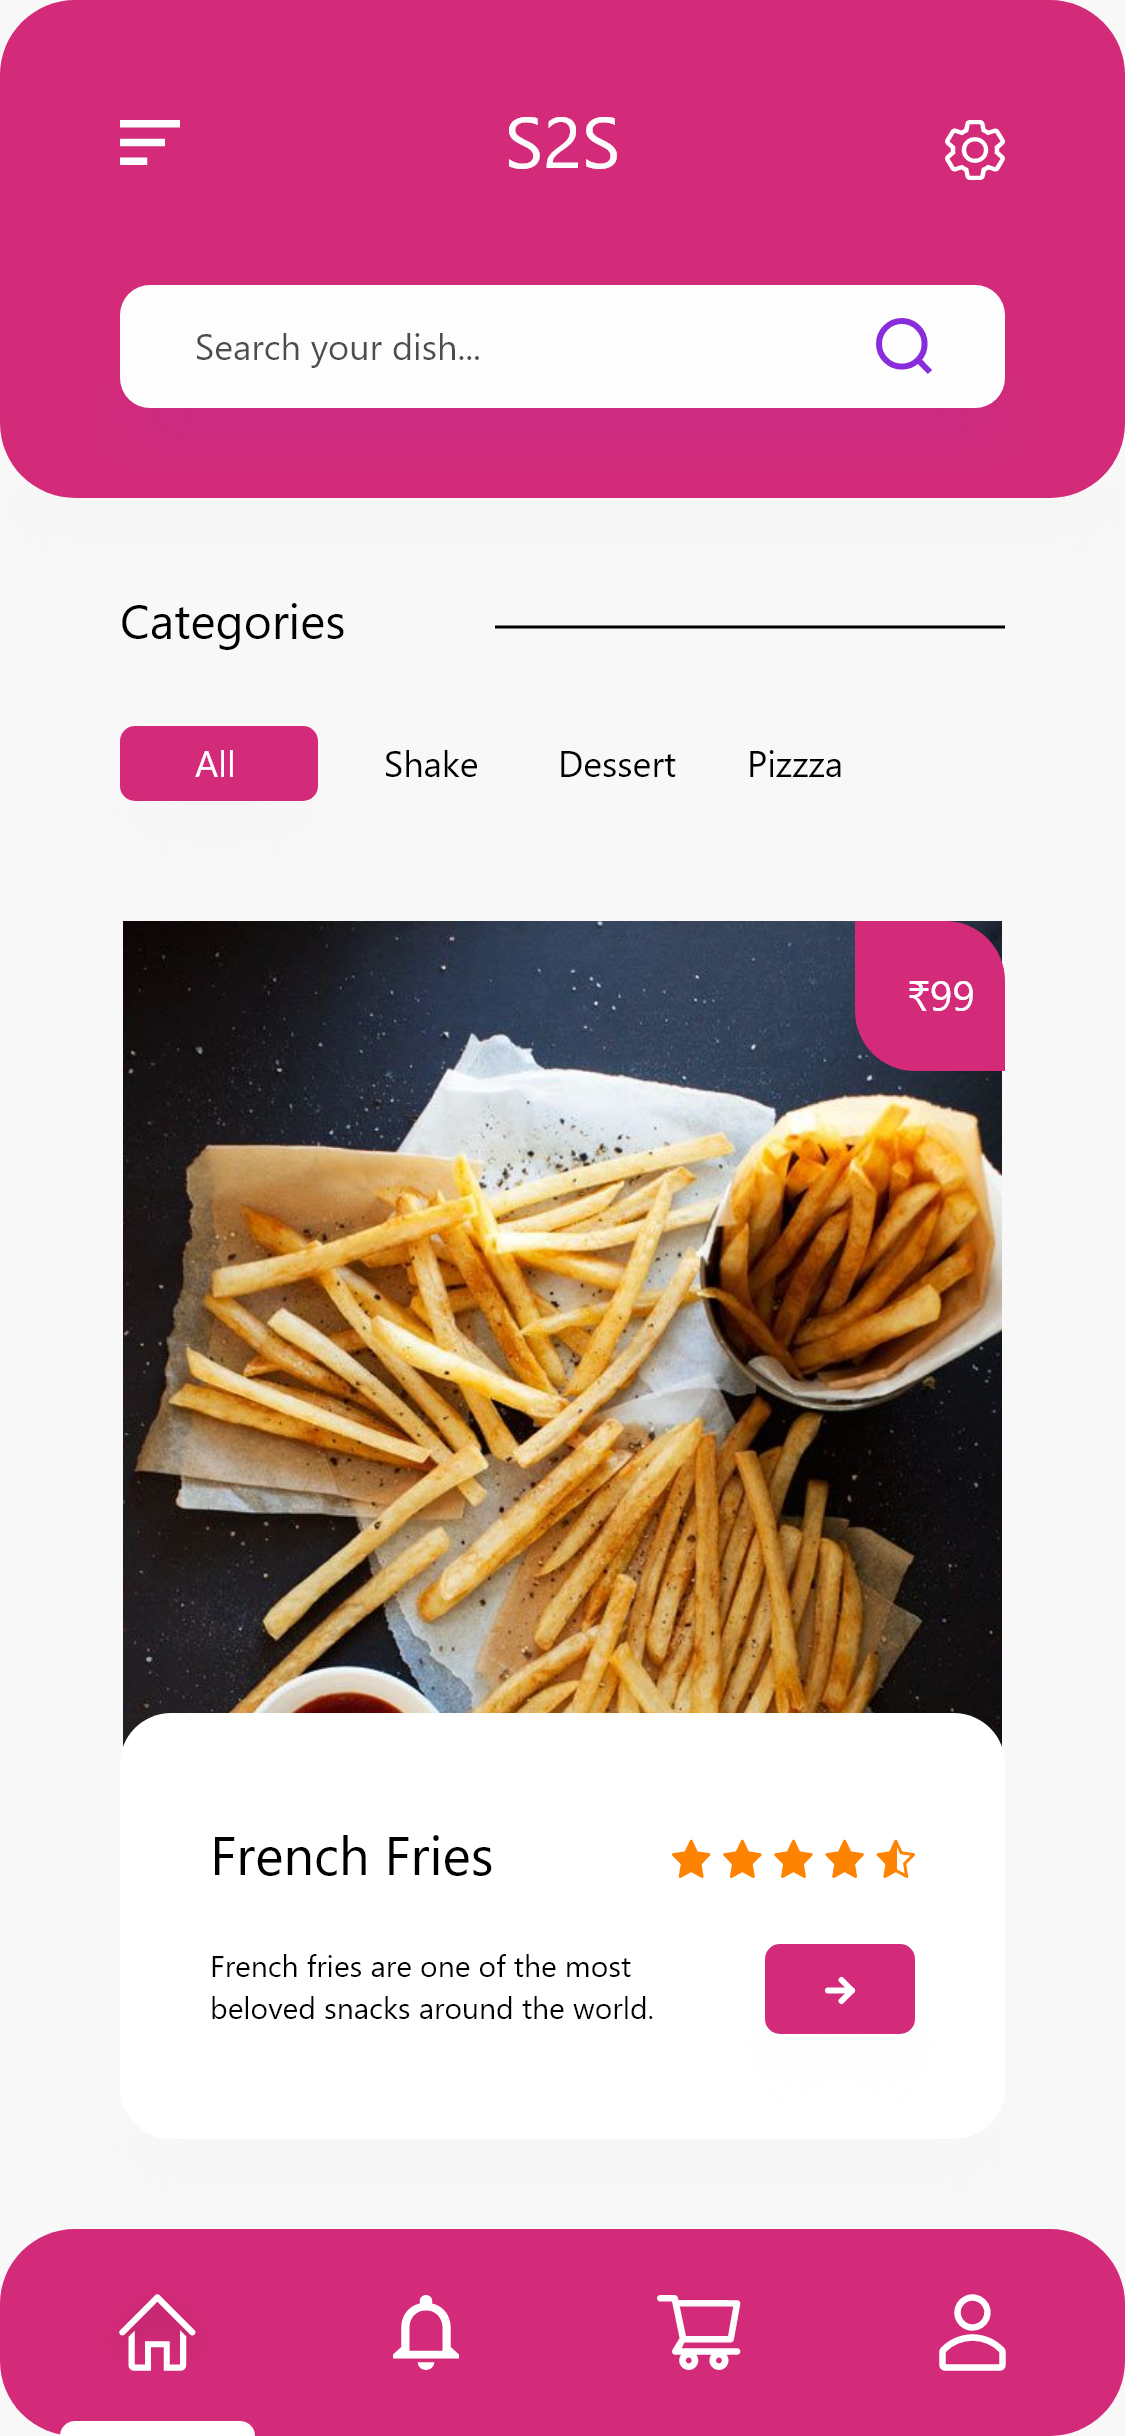 S2S
Search your dish...
Categories
All Shake Dessert Pizzza
₹99
French Fries
French fries are one of the most
beloved snacks around the world.